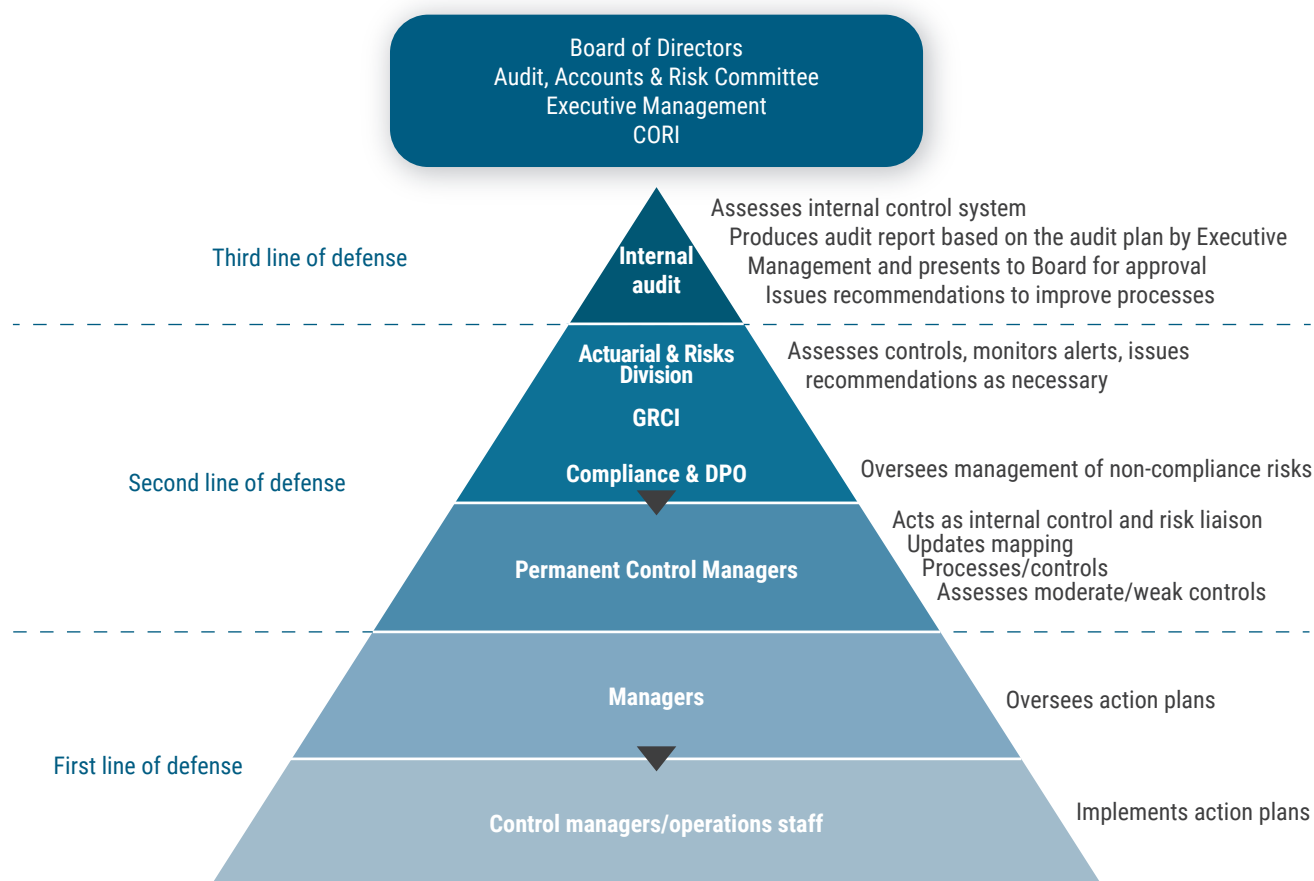 Board of Directors
Audit, Accounts & Risk Committee
Executive Management
CORI
Third line of defense
Internal
audit
Assesses internal control system
Produces audit report based on the audit plan by Executive
Management and presents to Board for approval
Issues recommendations to improve processes
Second line of defense
Actuarial & Risks
Division
GRCI
Compliance & DPO
Assesses controls, monitors alerts, issues
recommendations as necessary
Oversees management of non-compliance risks
Permanent Control Managers
Acts as internal control and risk liaison
Updates mapping
Processes/controls
Assesses moderate/weak controls
First line of defense
Managers
Oversees action plans
Control managers/operations staff
Implements action plans